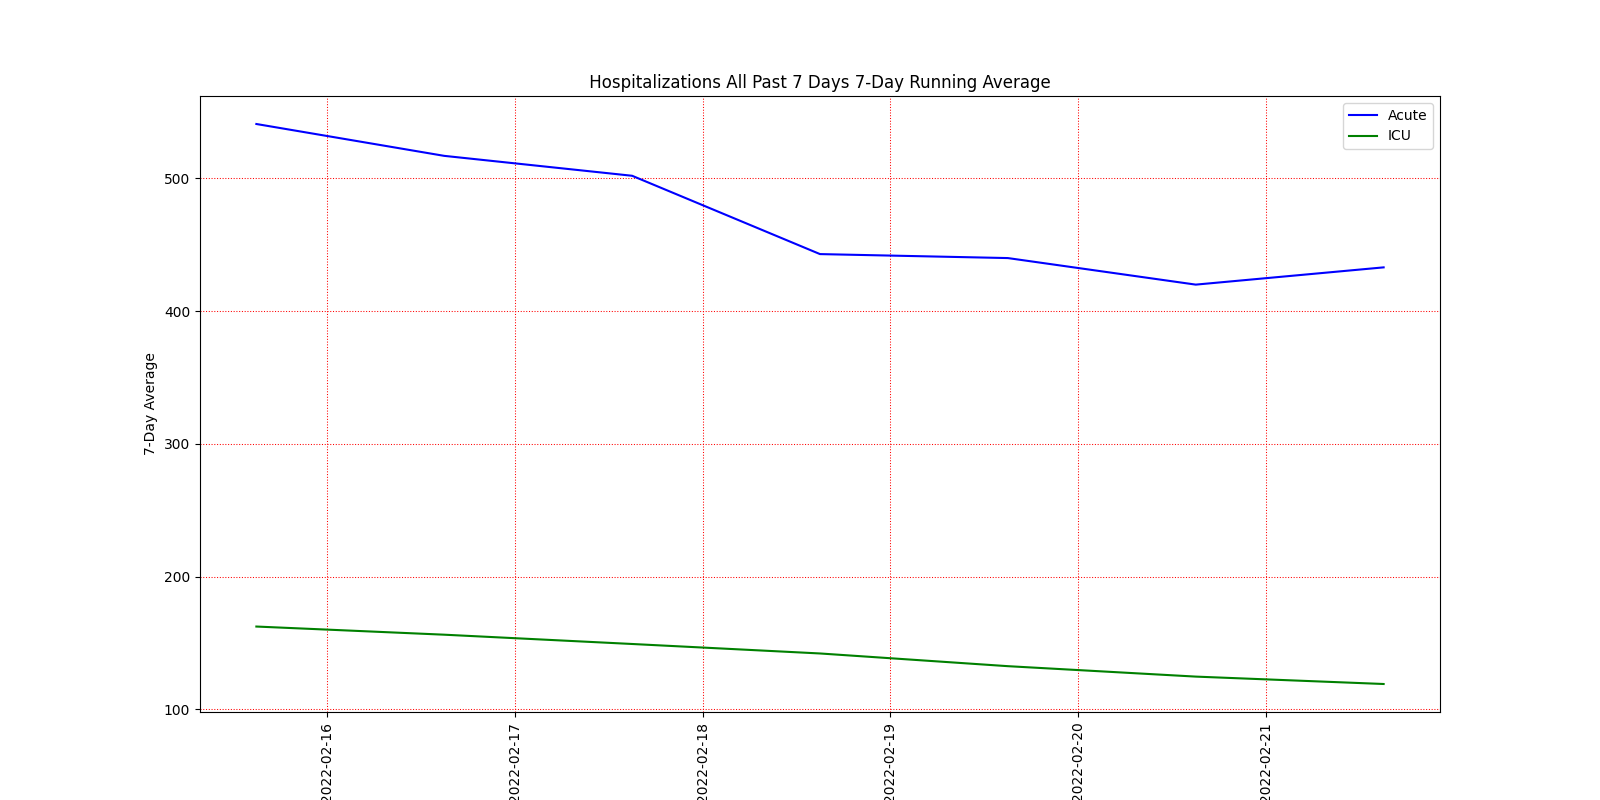 Hospitalizations All Past 7 Days 7-Day Running Average
Acute
ICU
7-Day Average
500
400
300
200
100
2022-02-16
2022-02-17
2022-02-18
2022-02-19
2022-02-20
2022-02-21